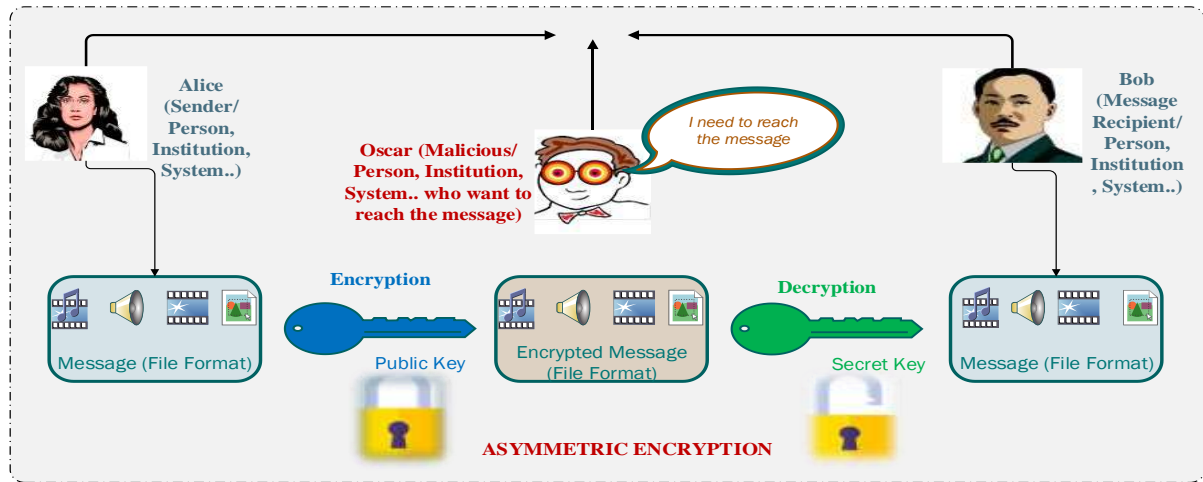 Alice
(Sender/
Person,
Institution,
System..)
Oscar (Malicious/
Person, Institution,
System.. who want to
reach the message)
I need to reach
the message
Bob
(Message
Recipient/
Person,
Institution
, System..)
Message (File Format)
Encryption
Public Key
Encrypted Message
(File Format)
Decryption
Secret Key
Message (File Format)
ASYMMETRIC ENCRYPTION